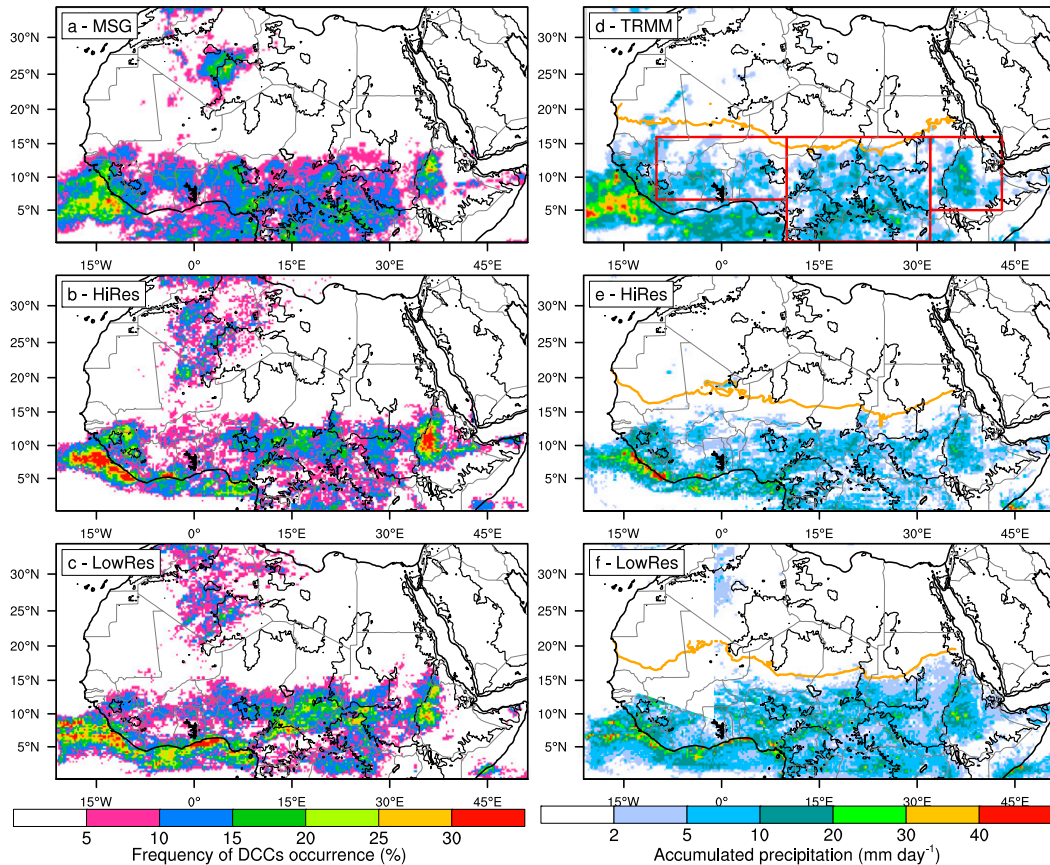 a - MSG
30°N
25°N
20°N
15°N
10°N
5°N
15°W 0° 15°E 30°E 45°E
d - TRMM
30°N
25°N
20°N
15°N
10°N
5°N
15°W 0° 15°E 30°E 45°E
b - HiRes
30°N
25°N
20°N
15°N
10°N
5°N
15°W 0° 15°E 30°E 45°E
e - HiRes
30°N
25°N
20°N
15°N
10°N
5°N
15°W 0° 15°E 30°E 45°E
c - LowRes
30°N
25°N
20°N
15°N
10°N
5°N
15°W 0° 15°E 30°E 45°E
f - LowRes
30°N
25°N
20°N
15°N
10°N
5°N
15°W 0° 15°E 30°E 45°E
5 10 15 20 25 30
Frequency of DCCs occurrence (%)
2 5 10 20 30 40
Accumulated precipitation (mm day⁻¹)